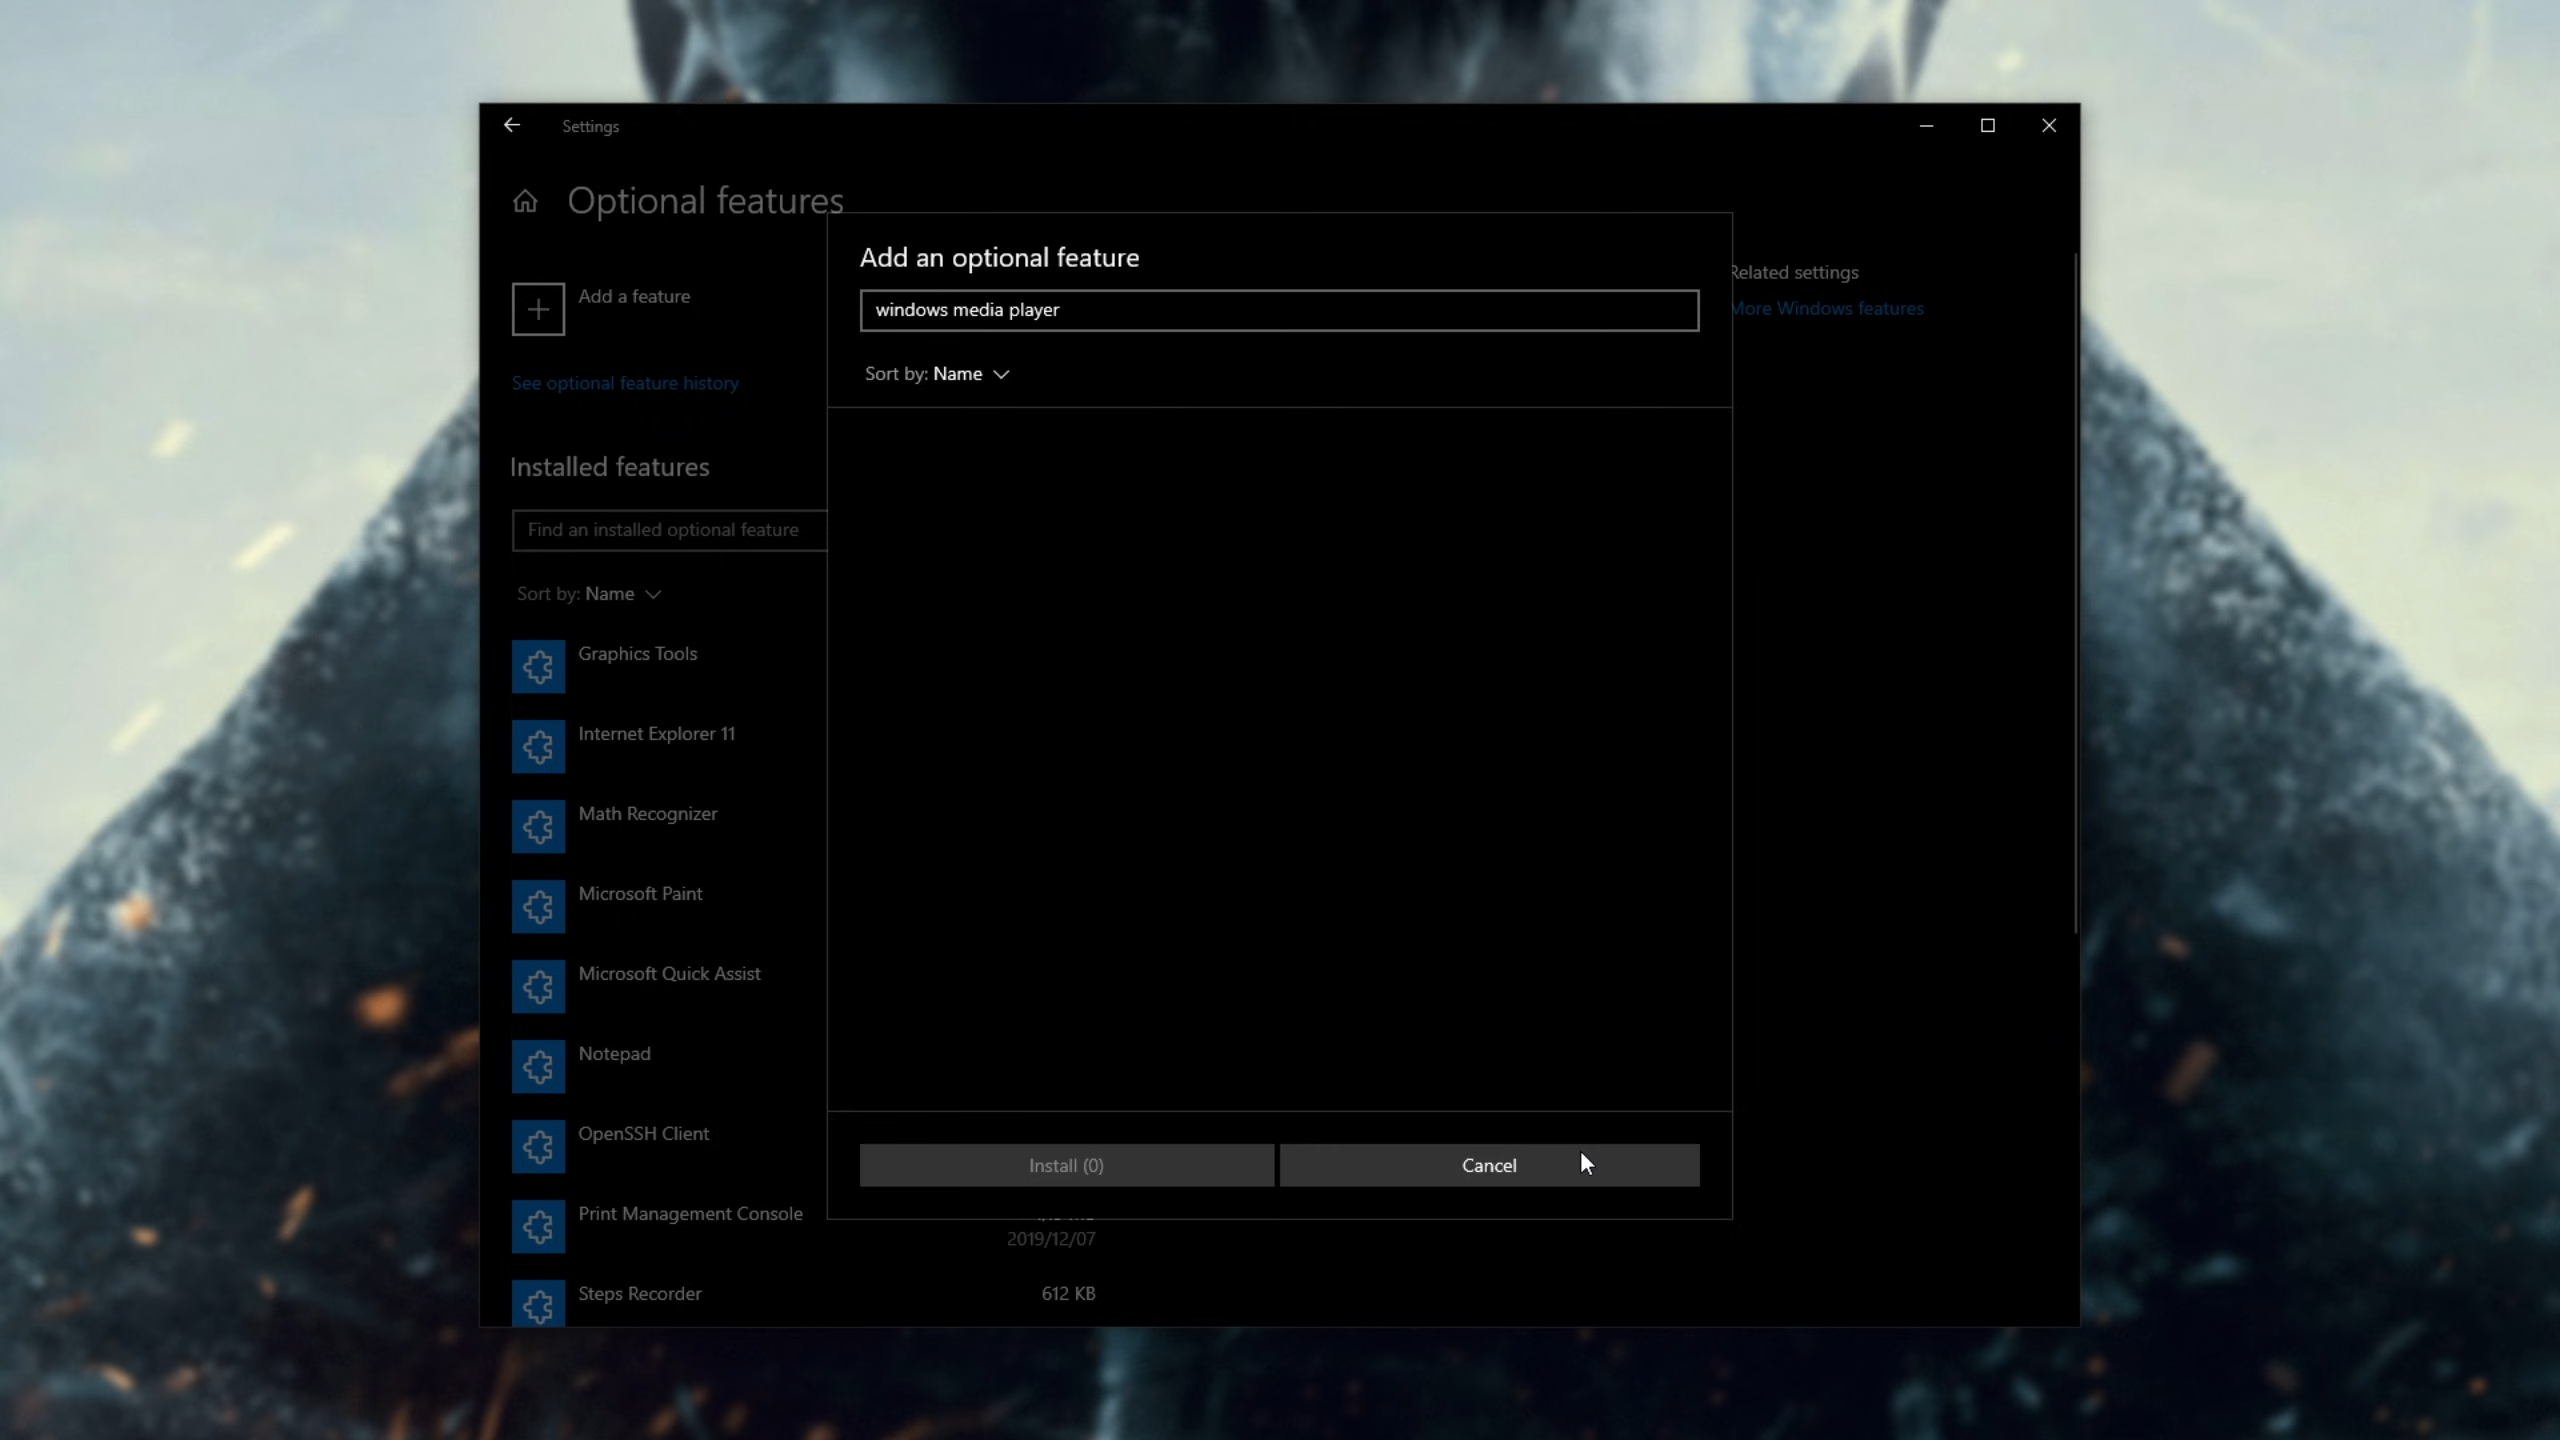 Settings
Optional features
Add a feature
See optional feature history
Installed features
Find an installed optional feature
Sort by: Name
Graphics Tools
Internet Explorer 11
Math Recognizer
Microsoft Paint
Microsoft Quick Assist
Notepad
OpenSSH Client
Print Management Console
2019/12/07
Steps Recorder
612 KB
Add an optional feature
windows media player
Sort by: Name
Install (0)
Cancel
Related settings
More Windows features